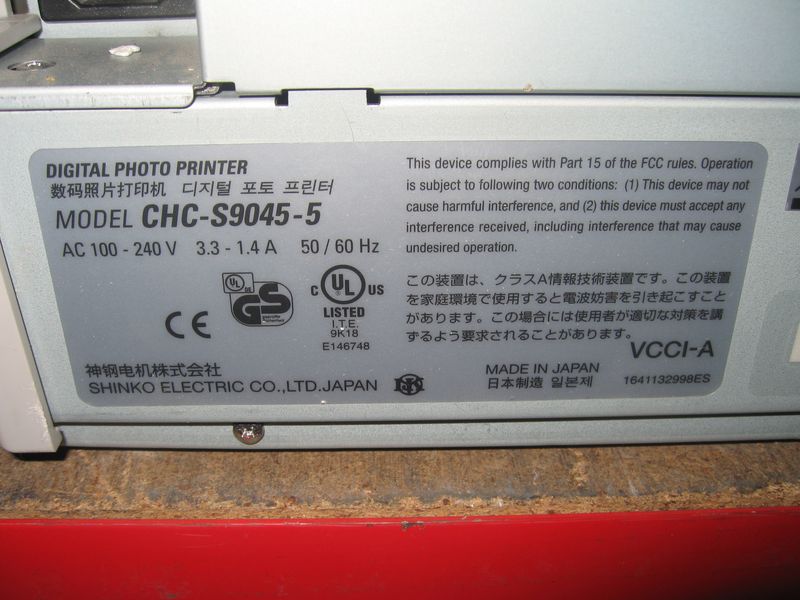 DIGITAL PHOTO PRINTER
数码照片打印机 디지털 포토 프린터
MODEL CHC-S9045-5
AC 100 - 240 V 3.3 - 1.4 A 50 / 60 Hz
UL
DE
GS
geprüfte Sicherheit
C UL US
LISTED
I.T.E.
9K18
E146748
CE
神钢电机株式会社
SHINKO ELECTRIC CO.,LTD.JAPAN
This device complies with Part 15 of the FCC rules. Operation
is subject to following two conditions: (1) This device may not
cause harmful interference, and (2) this device must accept any
interference received, including interference that may cause
undesired operation.
この装置は、クラスA情報技術装置です。この装置
を家庭環境で使用すると電波妨害を引き起こすこと
があります。この場合には使用者が適切な対策を講
ずるよう要求されることがあります。
VCCI-A
MADE IN JAPAN
日本制造 일본제
1641132998ES